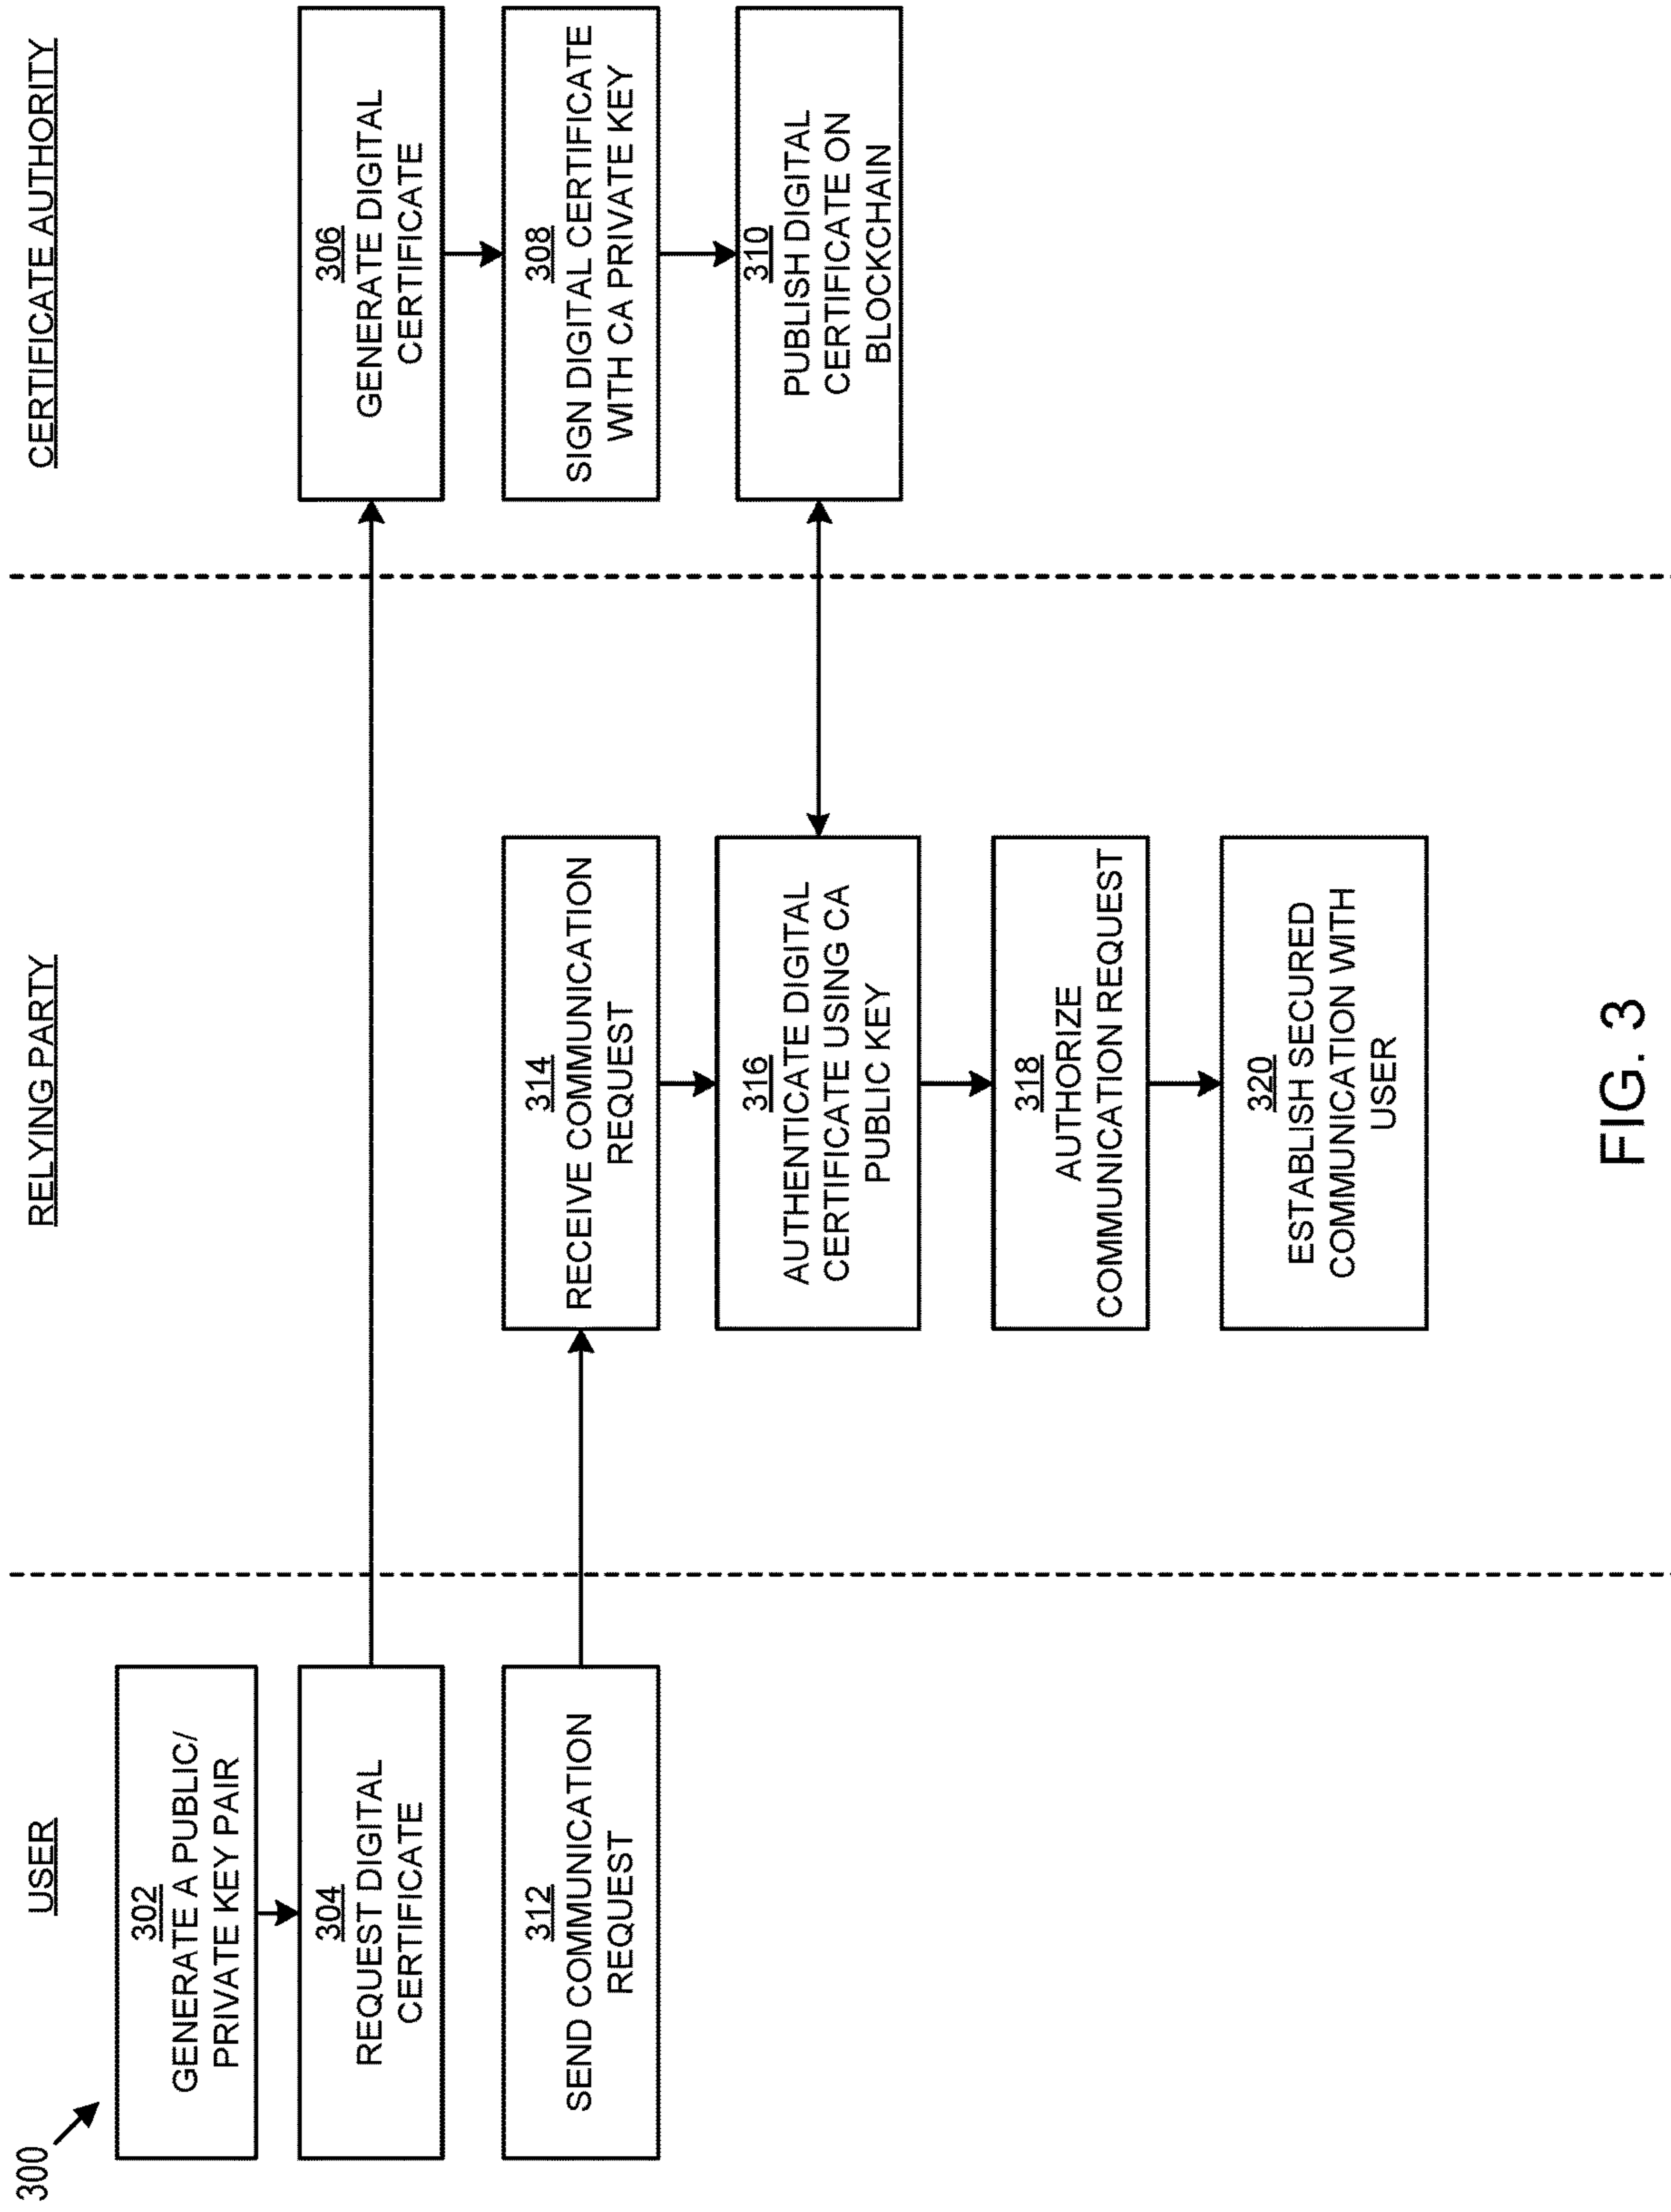 300
USER
RELYING PARTY
CERTIFICATE AUTHORITY
302
GENERATE A PUBLIC/
PRIVATE KEY PAIR
304
REQUEST DIGITAL
CERTIFICATE
306
GENERATE DIGITAL
CERTIFICATE
308
SIGN DIGITAL CERTIFICATE
WITH CA PRIVATE KEY
310
PUBLISH DIGITAL
CERTIFICATE ON
BLOCKCHAIN
312
SEND COMMUNICATION
REQUEST
314
RECEIVE COMMUNICATION
REQUEST
316
AUTHENTICATE DIGITAL
CERTIFICATE USING CA
PUBLIC KEY
318
AUTHORIZE
COMMUNICATION REQUEST
320
ESTABLISH SECURED
COMMUNICATION WITH
USER
FIG. 3